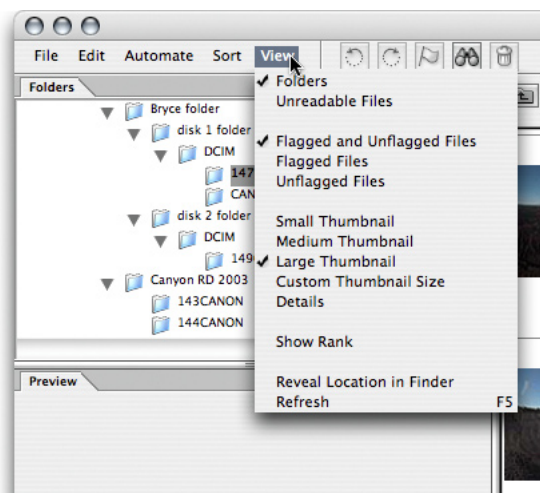 File Edit Automate Sort View
Folders
Bryce folder
disk 1 folder
DCIM
147
CAN
disk 2 folder
DCIM
149
Canyon RD 2003
143CANON
144CANON
Preview
Folders
Unreadable Files
Flagged and Unflagged Files
Flagged Files
Unflagged Files
Small Thumbnail
Medium Thumbnail
Large Thumbnail
Custom Thumbnail Size
Details
Show Rank
Reveal Location in Finder
Refresh F5